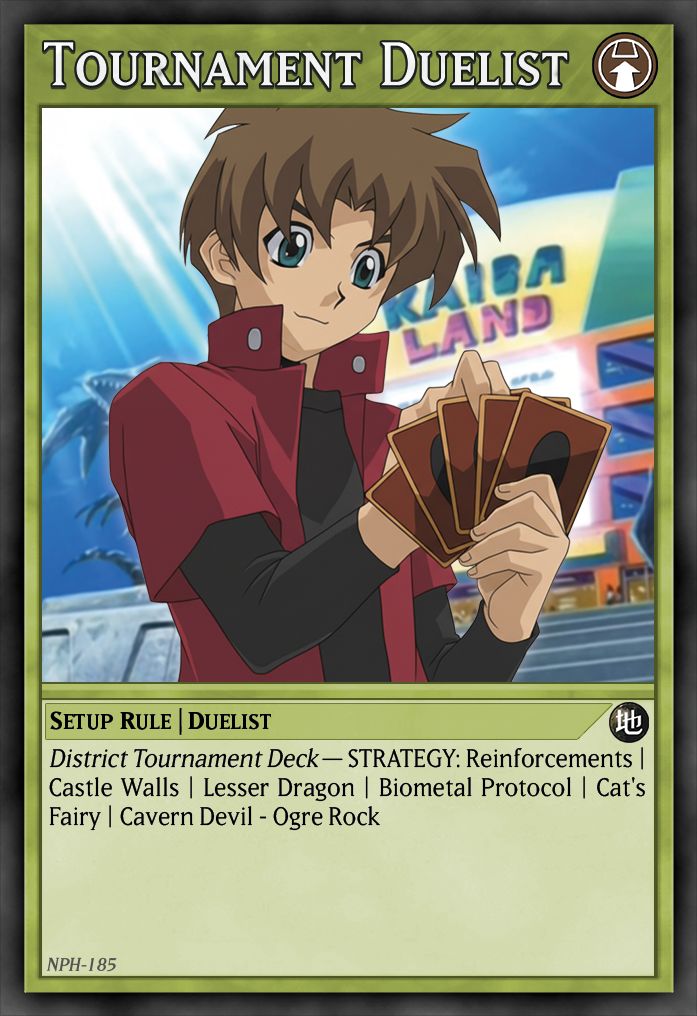 Tournament Duelist
KAIBA
LAND
Setup Rule | Duelist
District Tournament Deck — STRATEGY: Reinforcements |
Castle Walls | Lesser Dragon | Biometal Protocol | Cat's
Fairy | Cavern Devil - Ogre Rock
NPH-185